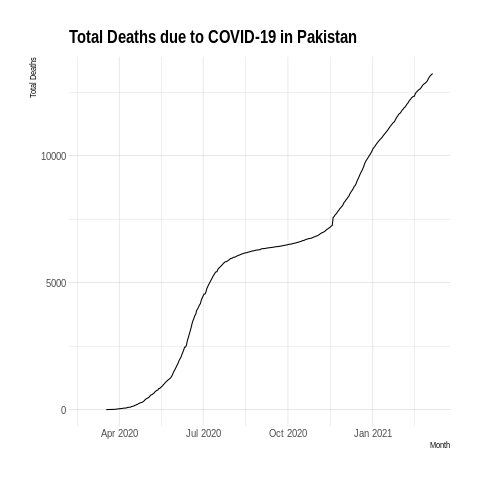 Total Deaths due to COVID-19 in Pakistan
Total Deaths
10000
5000
0
Apr 2020 Jul 2020 Oct 2020 Jan 2021
Month